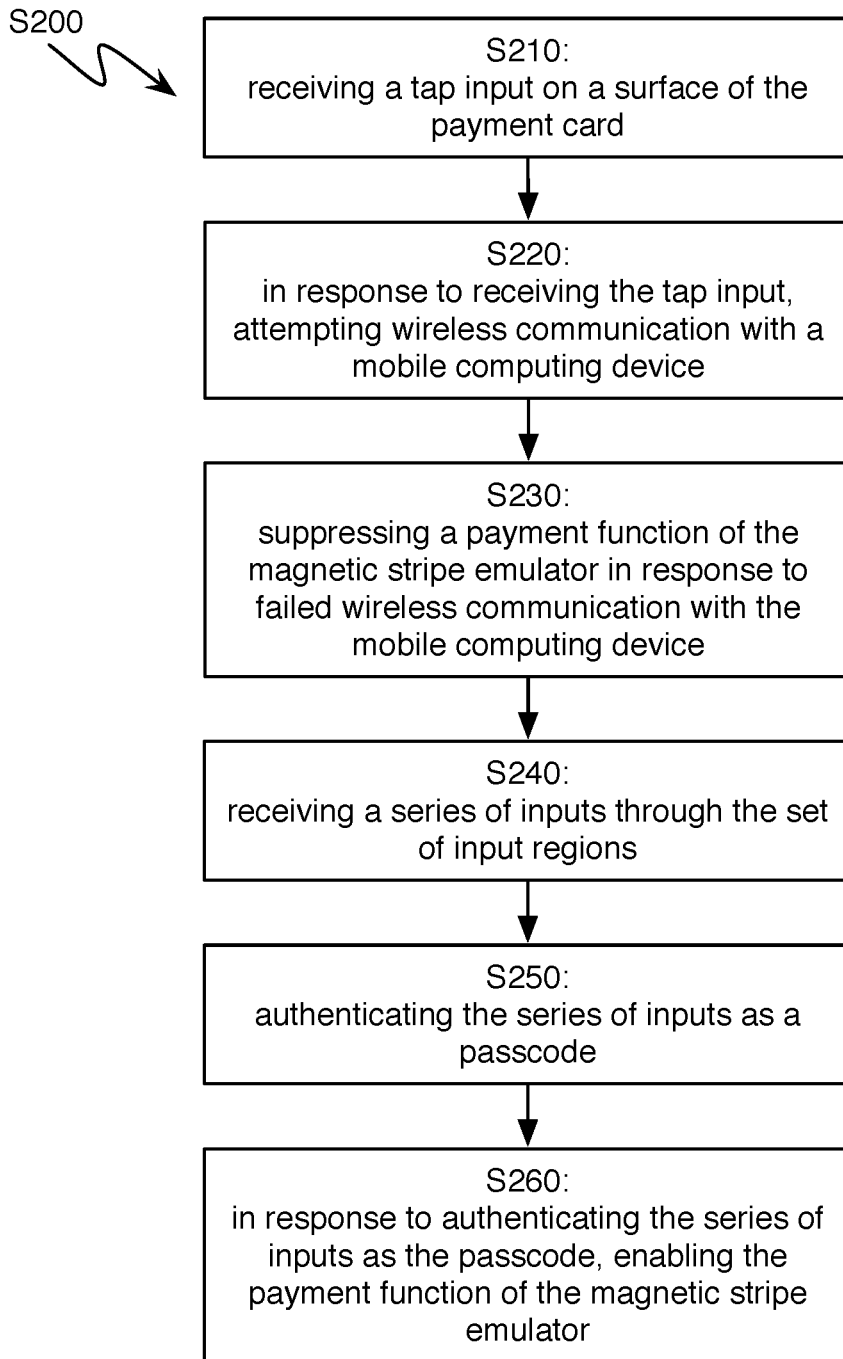 S200
S210:
receiving a tap input on a surface of the
payment card
S220:
in response to receiving the tap input,
attempting wireless communication with a
mobile computing device
S230:
suppressing a payment function of the
magnetic stripe emulator in response to
failed wireless communication with the
mobile computing device
S240:
receiving a series of inputs through the set
of input regions
S250:
authenticating the series of inputs as a
passcode
S260:
in response to authenticating the series of
inputs as the passcode, enabling the
payment function of the magnetic stripe
emulator